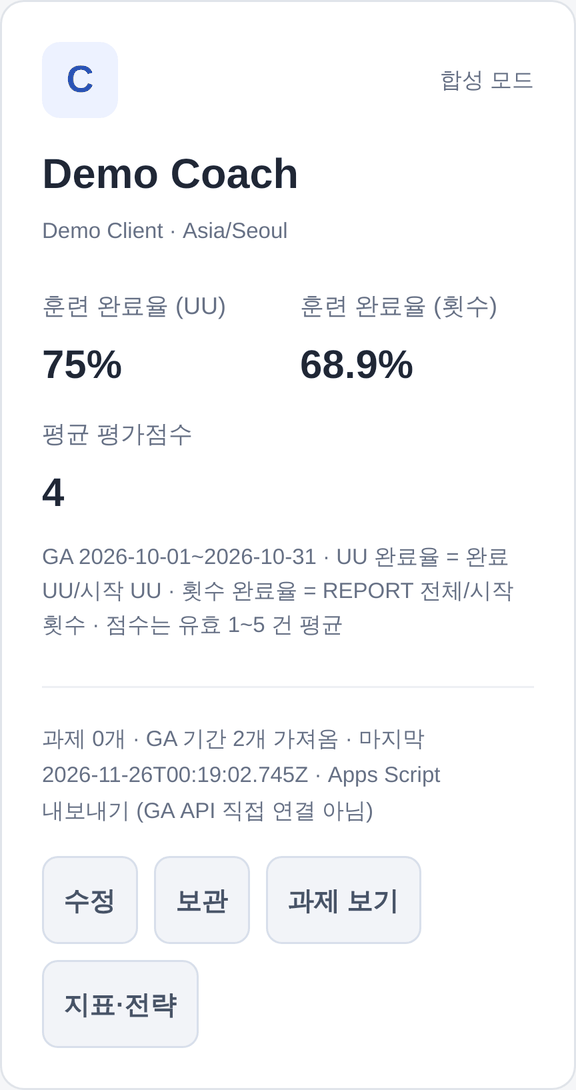 C
합성 모드
Demo Coach
Demo Client · Asia/Seoul
훈련 완료율 (UU)
훈련 완료율 (횟수)
75%
68.9%
평균 평가점수
4
GA 2026-10-01~2026-10-31 · UU 완료율 = 완료
UU/시작 UU · 횟수 완료율 = REPORT 전체/시작
횟수 · 점수는 유효 1~5 건 평균
과제 0개 · GA 기간 2개 가져옴 · 마지막
2026-11-26T00:19:02.745Z · Apps Script
내보내기 (GA API 직접 연결 아님)
수정
보관
과제 보기
지표·전략